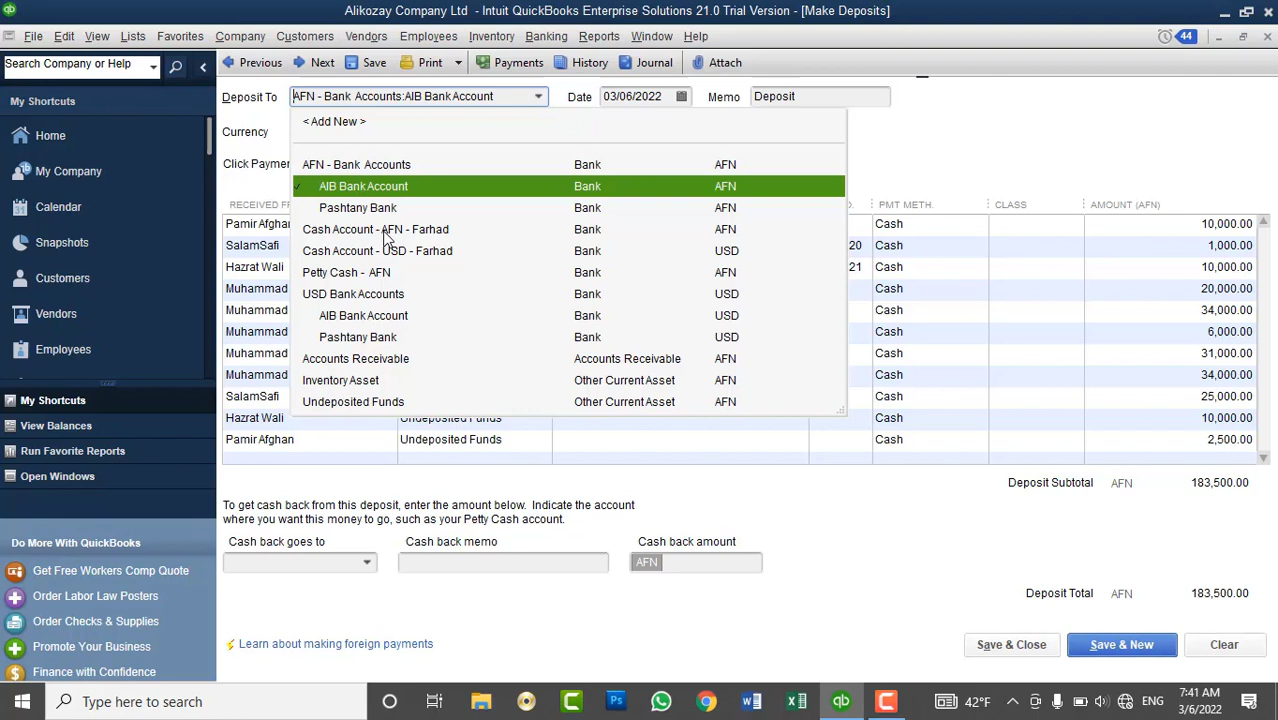 Alikozay Company Ltd - Intuit QuickBooks Enterprise Solutions 21.0 Trial Version - [Make Deposits]
File Edit View Lists Favorites Company Customers Vendors Employees Inventory Banking Reports Window Help 44
Search Company or Help
Previous Next Save Print Payments History Journal Attach
My Shortcuts
Home
My Company
Calendar
Snapshots
Customers
Vendors
Employees
My Shortcuts
View Balances
Run Favorite Reports
Open Windows
Do More With QuickBooks
Get Free Workers Comp Quote
Order Labor Law Posters
Order Checks & Supplies
Promote Your Business
Finance with Confidence
Deposit To AFN - Bank Accounts:AIB Bank Account Date 03/06/2022 Memo Deposit
Currency
Click Paymen
< Add New >
AFN - Bank Accounts Bank AFN
AIB Bank Account Bank AFN
Pashtany Bank Bank AFN
Cash Account - AFN - Farhad Bank AFN
Cash Account - USD - Farhad Bank USD
Petty Cash - AFN Bank AFN
USD Bank Accounts Bank USD
AIB Bank Account Bank USD
Pashtany Bank Bank USD
Accounts Receivable Accounts Receivable AFN
Inventory Asset Other Current Asset AFN
Undeposited Funds Other Current Asset AFN
RECEIVED F PMT METH. CLASS AMOUNT (AFN)
Pamir Afghan Cash 10,000.00
SalamSafi 20 Cash 1,000.00
Hazrat Wali 21 Cash 10,000.00
Muhammad Cash 20,000.00
Muhammad Cash 34,000.00
Muhammad Cash 6,000.00
Muhammad Cash 31,000.00
Muhammad Cash 34,000.00
SalamSafi Cash 25,000.00
Hazrat Wali Undeposited Funds Cash 10,000.00
Pamir Afghan Undeposited Funds Cash 2,500.00
Deposit Subtotal AFN 183,500.00
To get cash back from this deposit, enter the amount below. Indicate the account
where you want this money to go, such as your Petty Cash account.
Cash back goes to Cash back memo Cash back amount
AFN
Deposit Total AFN 183,500.00
Learn about making foreign payments
Save & Close Save & New Clear
Type here to search
42°F ENG 7:41 AM
3/6/2022